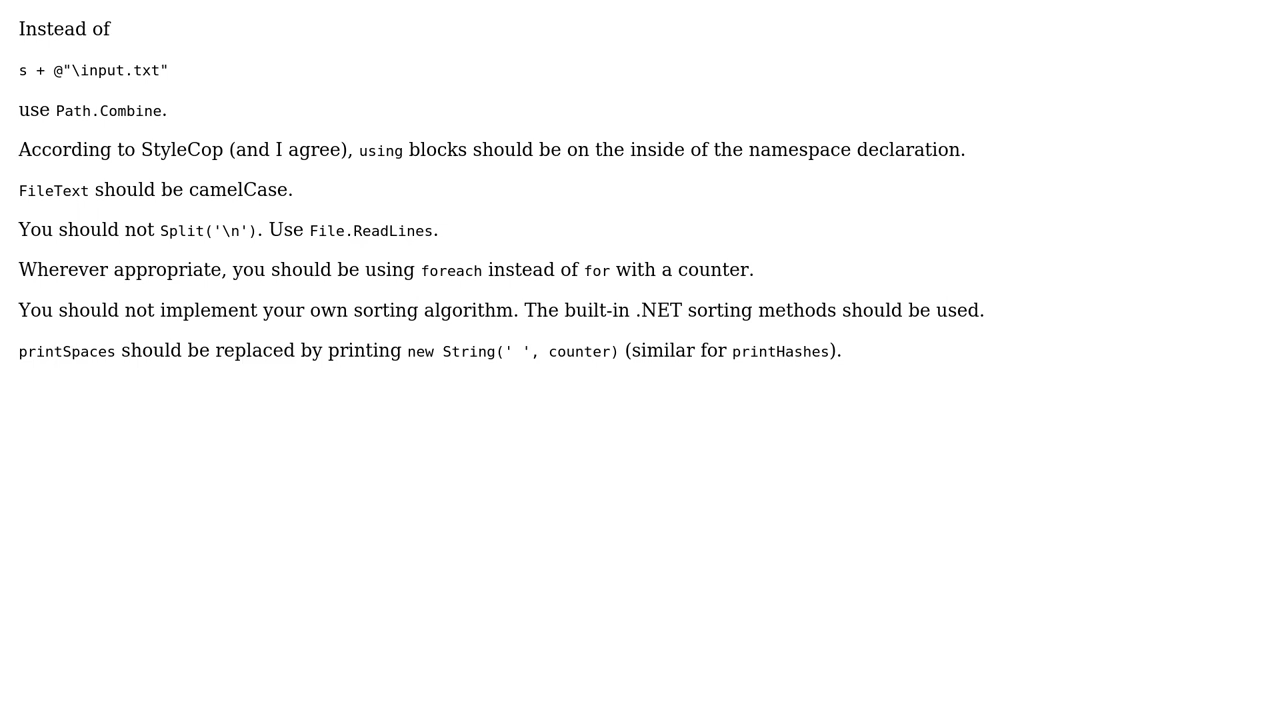 Instead of
s + @"\input.txt"
use Path.Combine.
According to StyleCop (and I agree), using blocks should be on the inside of the namespace declaration.
FileText should be camelCase.
You should not Split('\n'). Use File.ReadLines.
Wherever appropriate, you should be using foreach instead of for with a counter.
You should not implement your own sorting algorithm. The built-in .NET sorting methods should be used.
printSpaces should be replaced by printing new String(' ', counter) (similar for printHashes).